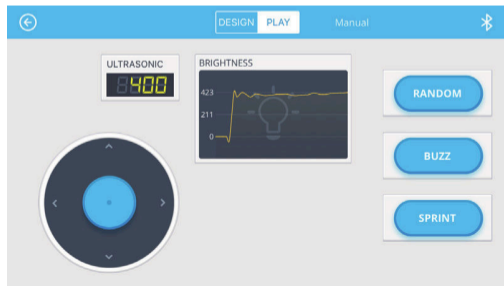 DESIGN PLAY Manual
ULTRASONIC
400
BRIGHTNESS
423
211
0
RANDOM
BUZZ
SPRINT